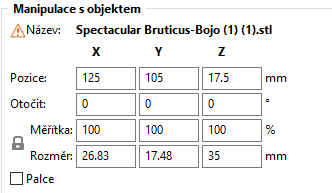 Manipulace s objektem
Název: Spectacular Bruticus-Bojo (1) (1).stl
X Y Z
Pozice: 125 105 17.5 mm
Otočit: 0 0 0 °
Měřítka: 100 100 100 %
Rozměr: 26.83 17.48 35 mm
Palce